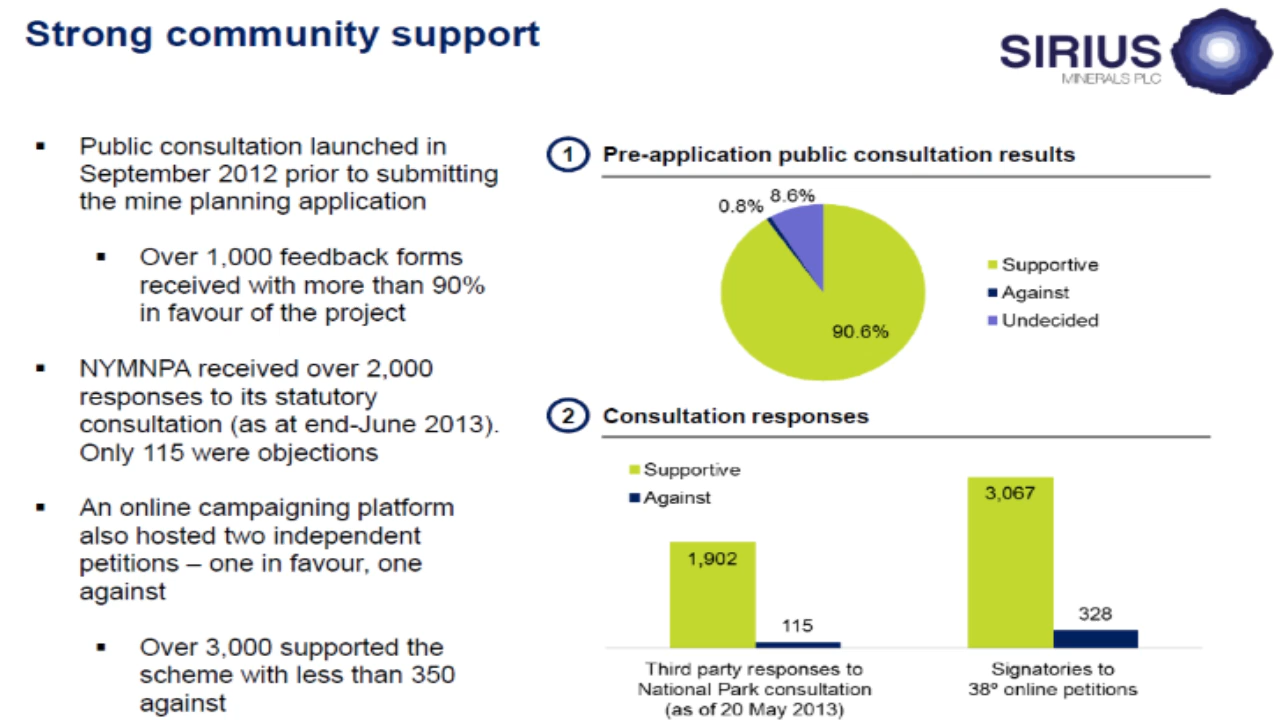 Strong community support
SIRIUS
MINERALS PLC
▪ Public consultation launched in
September 2012 prior to submitting
the mine planning application
▪ Over 1,000 feedback forms
received with more than 90%
in favour of the project
▪ NYMNPA received over 2,000
responses to its statutory
consultation (as at end-June 2013).
Only 115 were objections
▪ An online campaigning platform
also hosted two independent
petitions – one in favour, one
against
▪ Over 3,000 supported the
scheme with less than 350
against
1 Pre-application public consultation results
0.8% 8.6%
90.6%
Supportive
Against
Undecided
2 Consultation responses
Supportive
Against
1,902
115
3,067
328
Third party responses to
National Park consultation
(as of 20 May 2013)
Signatories to
38° online petitions